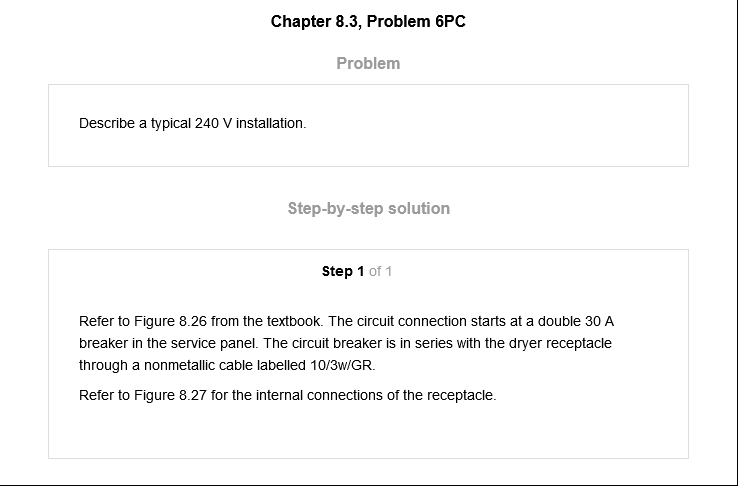 Chapter 8.3, Problem 6PC
Problem
Describe a typical 240 V installation.
Step-by-step solution
Step 1 of 1
Refer to Figure 8.26 from the textbook. The circuit connection starts at a double 30 A
breaker in the service panel. The circuit breaker is in series with the dryer receptacle
through a nonmetallic cable labelled 10/3w/GR.
Refer to Figure 8.27 for the internal connections of the receptacle.